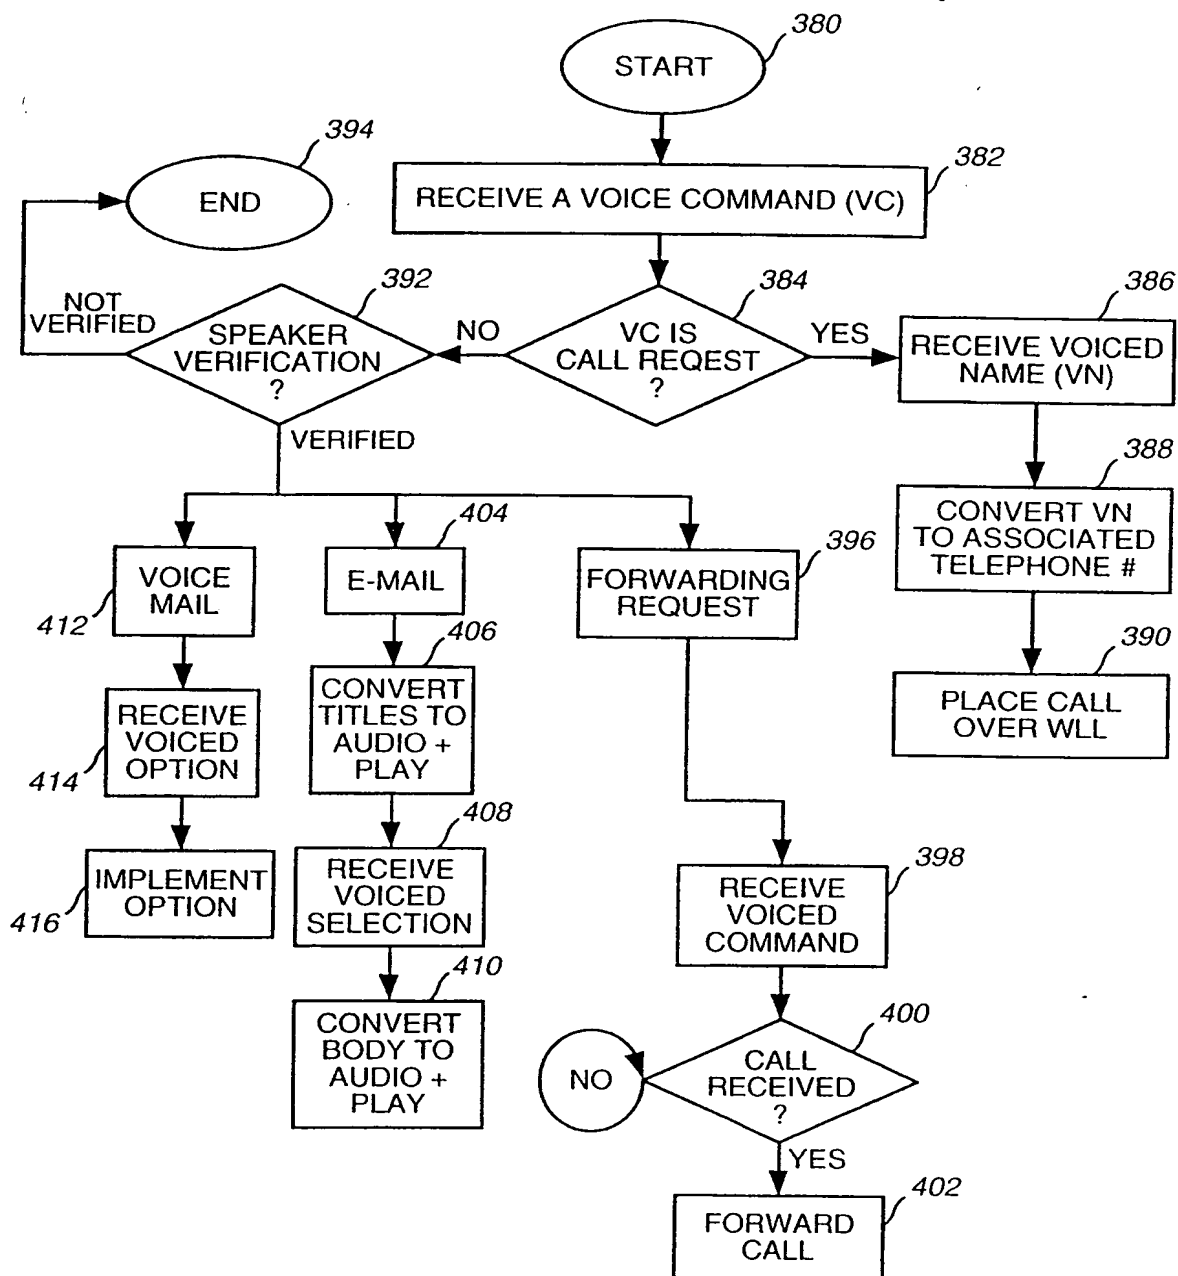 380
START
394
END
382
RECEIVE A VOICE COMMAND (VC)
392
384
386
NOT
VERIFIED
SPEAKER
VERIFICATION
?
NO
VC IS
CALL REQEST
?
YES
RECEIVE VOICED
NAME (VN)
VERIFIED
388
CONVERT VN
TO ASSOCIATED
TELEPHONE #
404
396
VOICE
MAIL
412
E-MAIL
FORWARDING
REQUEST
406
390
CONVERT
TITLES TO
AUDIO +
PLAY
PLACE CALL
OVER WLL
RECEIVE
VOICED
OPTION
414
408
398
IMPLEMENT
OPTION
416
RECEIVE
VOICED
SELECTION
RECEIVE
VOICED
COMMAND
410
CONVERT
BODY TO
AUDIO +
PLAY
400
NO
CALL
RECEIVED
?
YES
402
FORWARD
CALL